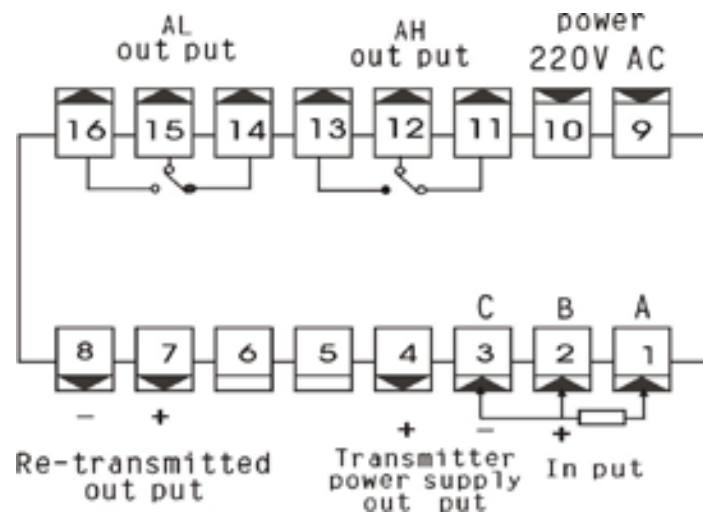 AL
out put
AH
out put
power
220V AC
16 15 14 13 12 11 10 9
C B A
8 7 6 5 4 3 2 1
- + + - +
Re-transmitted
out put
Transmitter
power supply
out put
In put